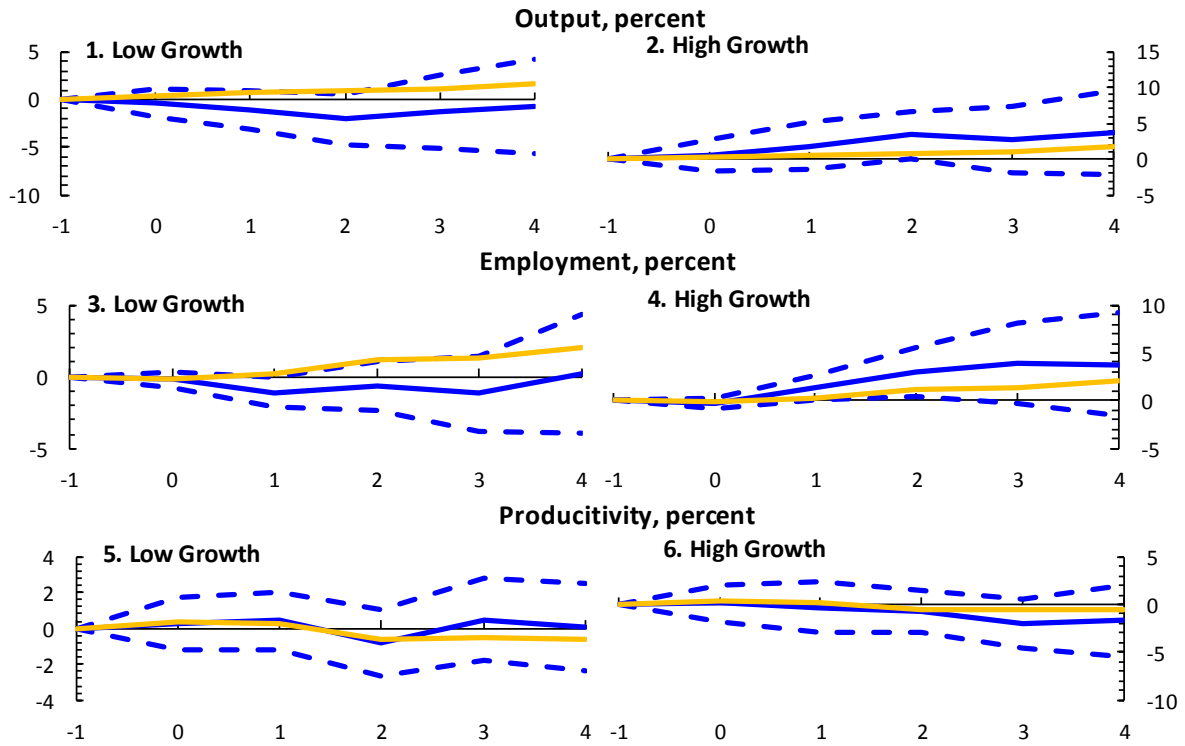 Output, percent
1. Low Growth
2. High Growth
5
0
-5
-10
15
10
5
0
-5
-1 0 1 2 3 4
-1 0 1 2 3 4
Employment, percent
3. Low Growth
4. High Growth
5
0
-5
10
5
0
-5
-1 0 1 2 3 4
-1 0 1 2 3 4
Producitivity, percent
5. Low Growth
6. High Growth
4
2
0
-2
-4
5
0
-5
-10
-1 0 1 2 3 4
-1 0 1 2 3 4